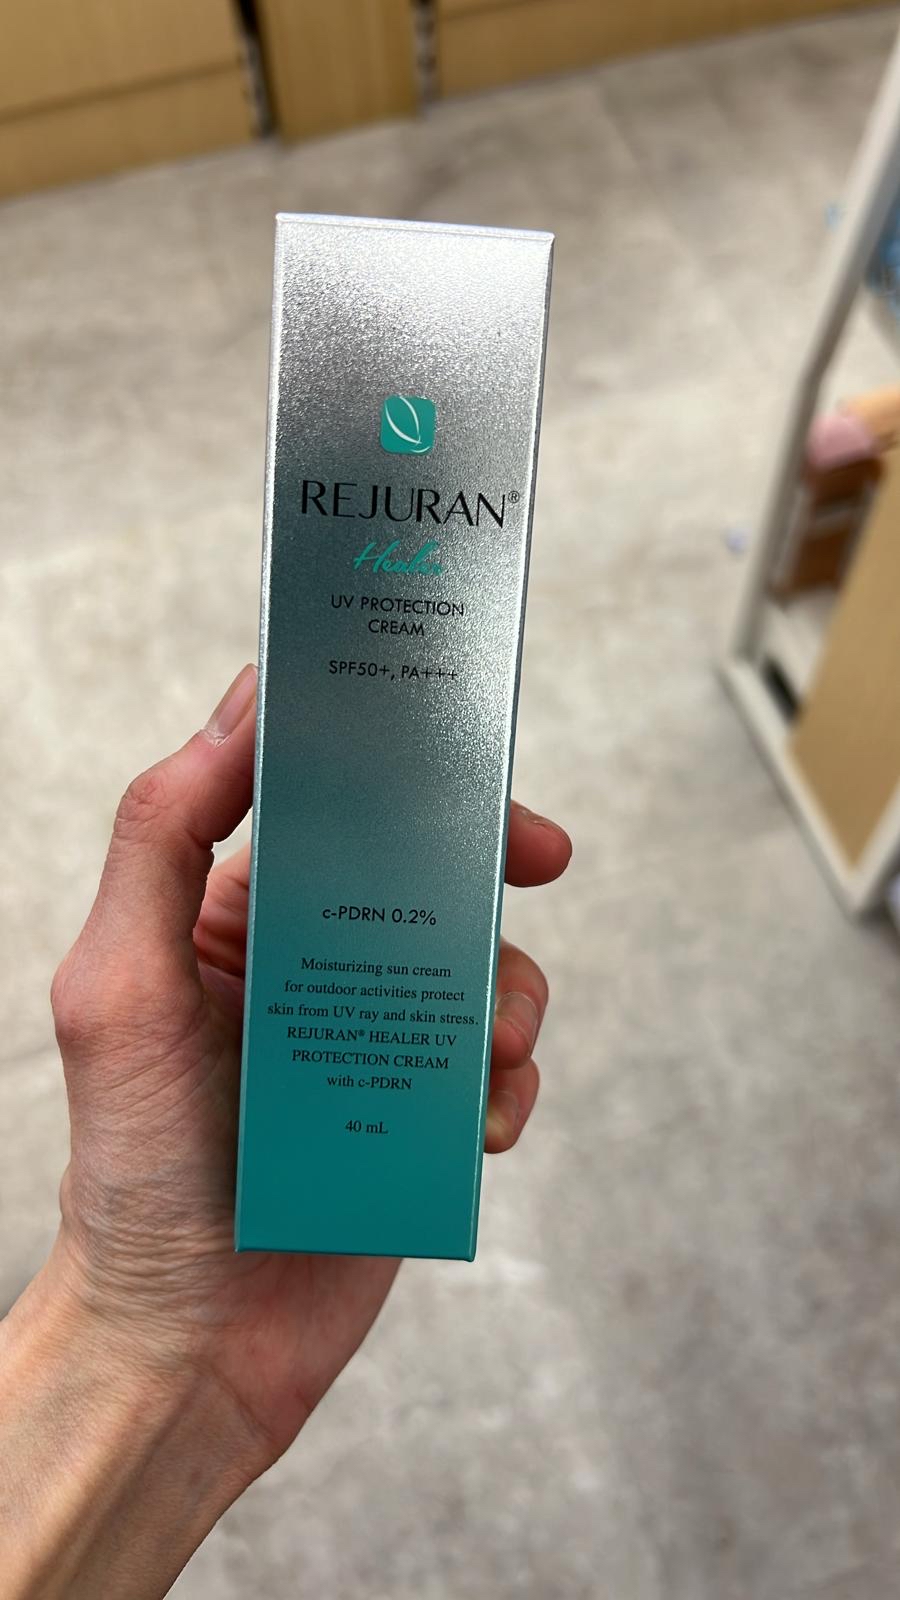 REJURAN®
Healer
UV PROTECTION
CREAM
SPF50+, PA+++
c-PDRN 0.2%
Moisturizing sun cream
for outdoor activities protect
skin from UV ray and skin stress.
REJURAN® HEALER UV
PROTECTION CREAM
with c-PDRN
40 mL